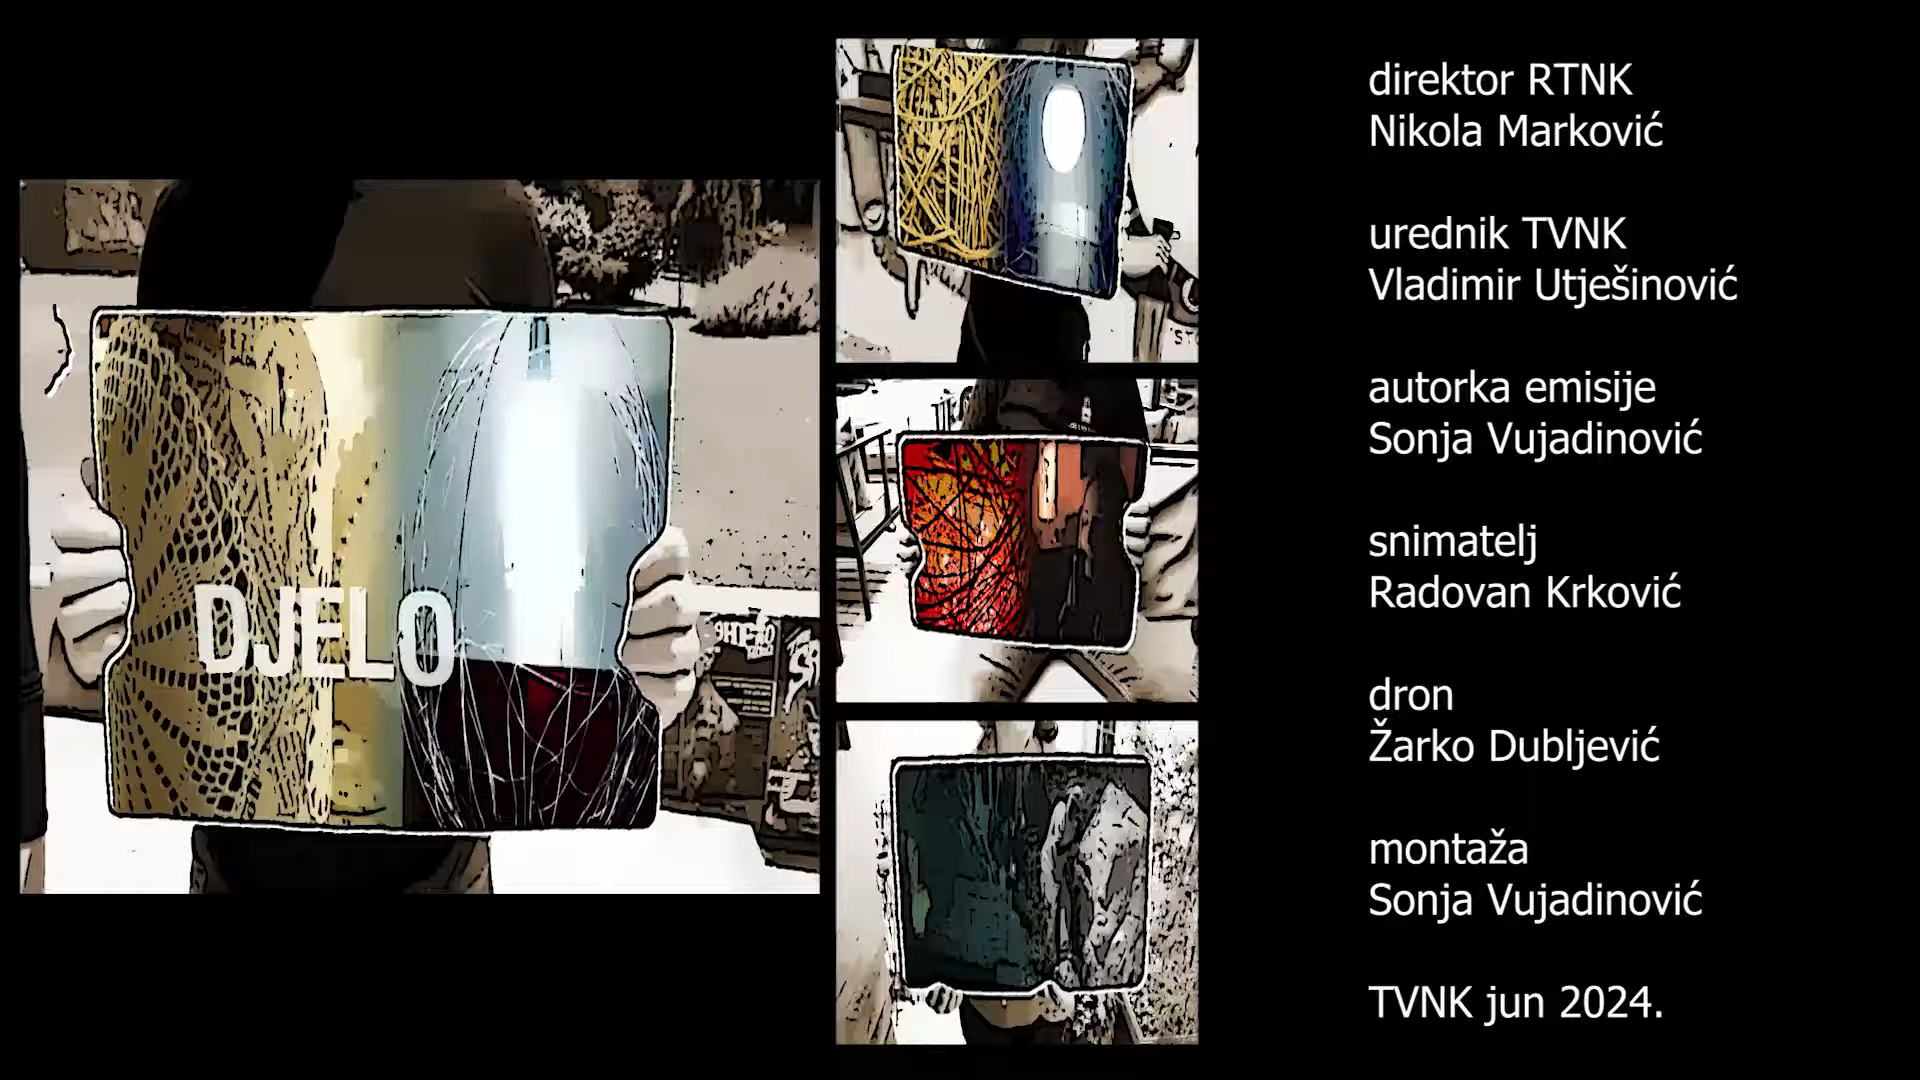 DJELO
direktor RTNK
Nikola Marković
urednik TVNK
Vladimir Utješinović
autorka emisije
Sonja Vujadinović
snimatelj
Radovan Krković
dron
Žarko Dubljević
montaža
Sonja Vujadinović
TVNK jun 2024.